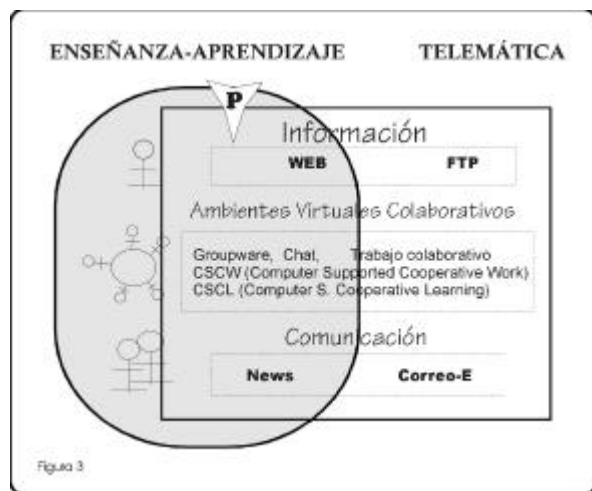 ENSEÑANZA-APRENDIZAJE TELEMÁTICA
P
Información
WEB FTP
Ambientes Virtuales Colaborativos
Groupware, Chat, Trabajo colaborativo
CSCW (Computer Supported Cooperative Work)
CSCL (Computer S. Cooperative Learning)
Comunicación
News Correo-E
Figura 3